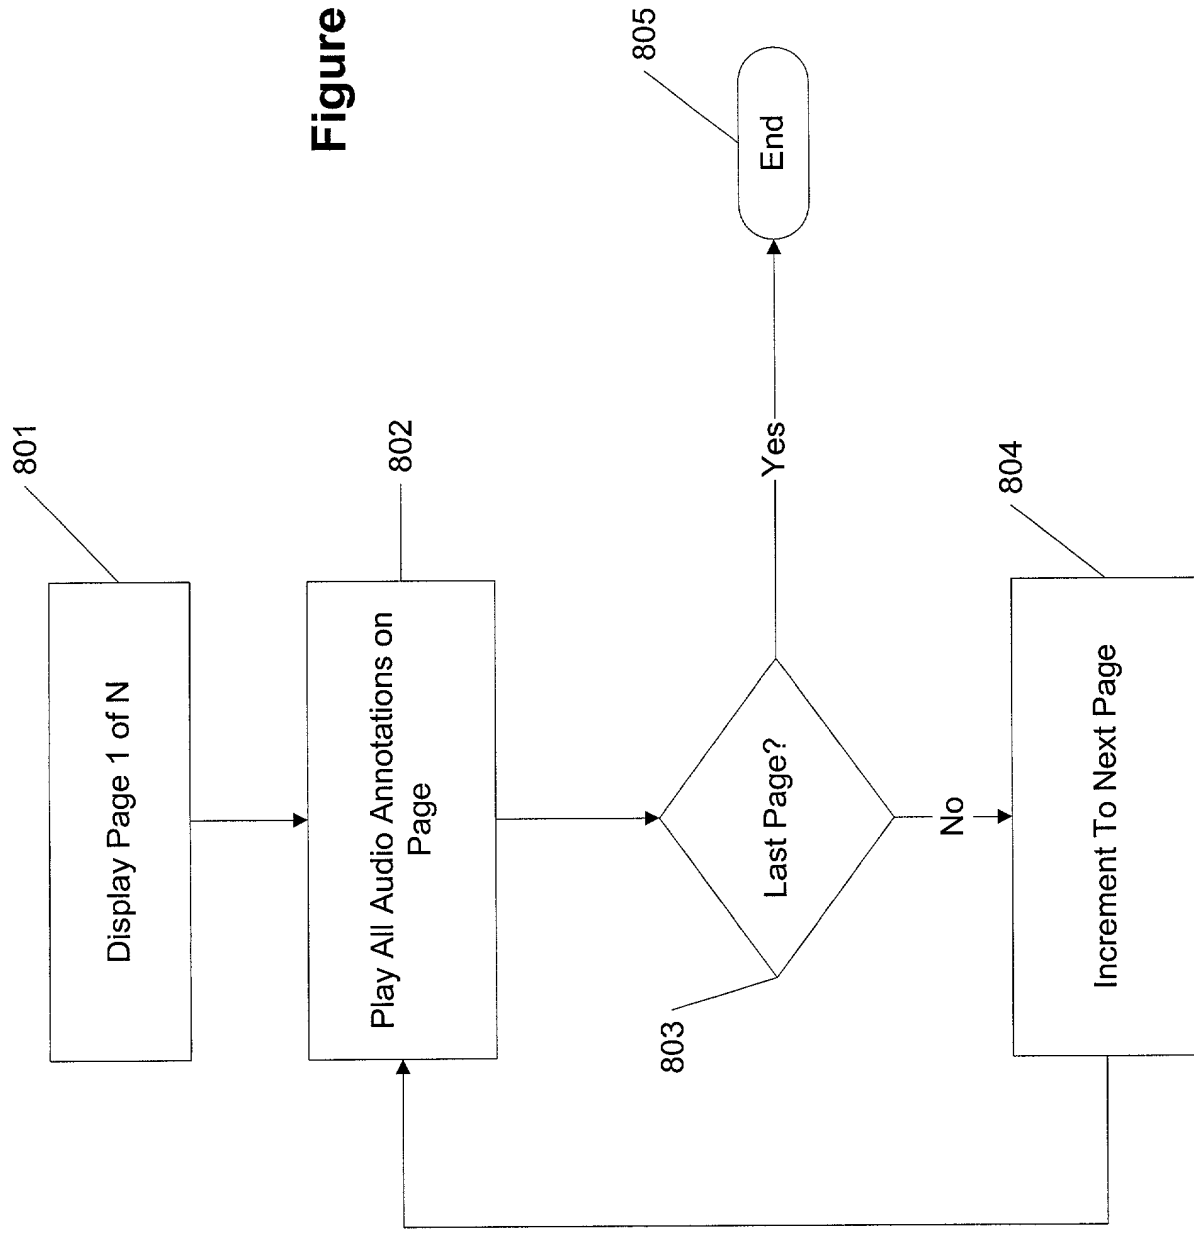 Figure
801
Display Page 1 of N
802
Play All Audio Annotations on
Page
803
Last Page?
Yes
805
End
No
804
Increment To Next Page